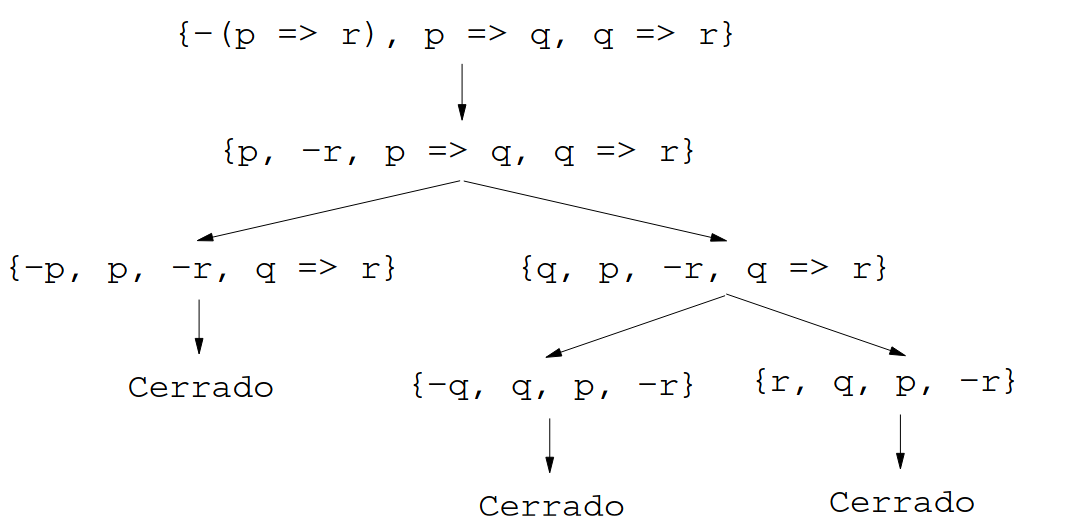 {-(p => r), p => q, q => r}
{p, -r, p => q, q => r}
{-p, p, -r, q => r}
{q, p, -r, q => r}
Cerrado
{-q, q, p, -r}
{r, q, p, -r}
Cerrado
Cerrado